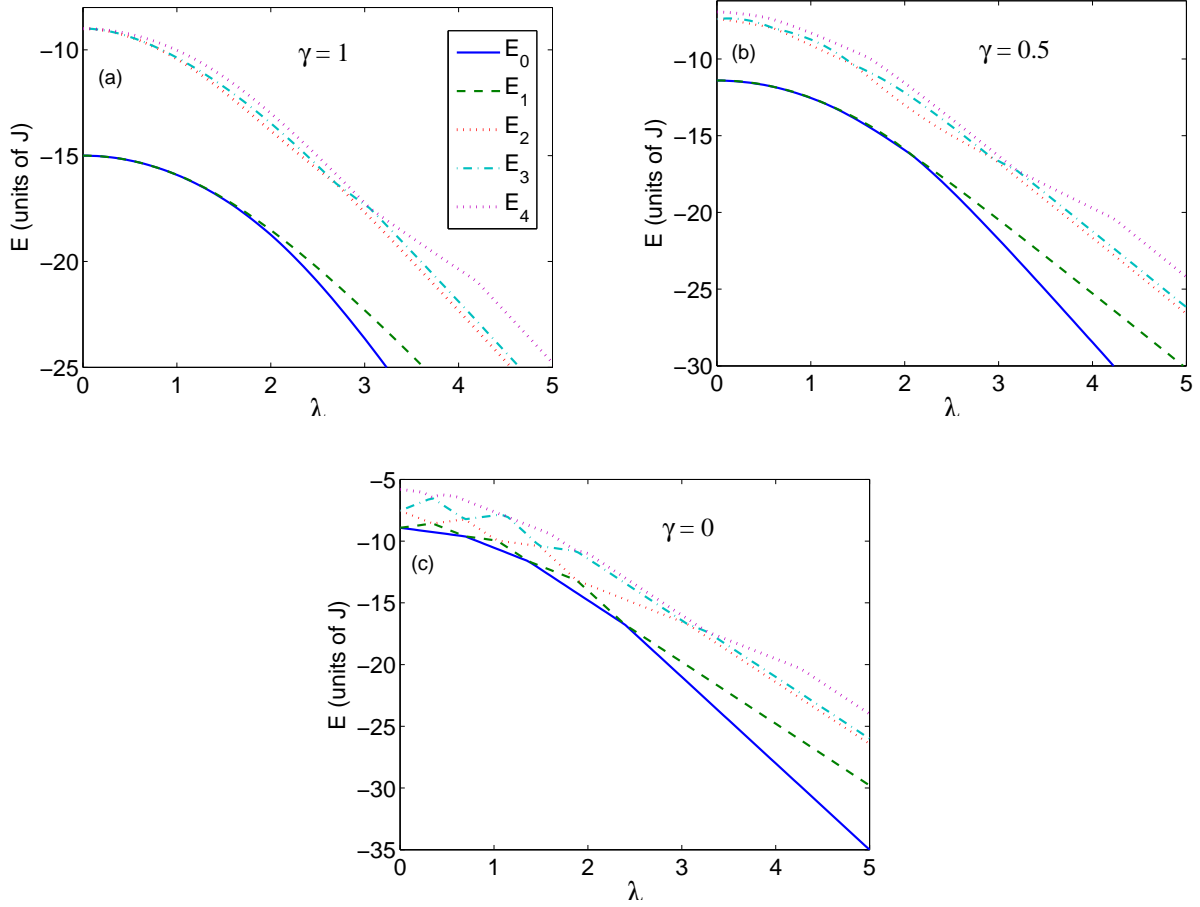 γ = 1
(a)
E0
E1
E2
E3
E4
−10
−15
−20
−25
0 1 2 3 4 5
E (units of J)
λ
γ = 0.5
(b)
−10
−15
−20
−25
−30
0 1 2 3 4 5
E (units of J)
λ
γ = 0
(c)
−5
−10
−15
−20
−25
−30
−35
0 1 2 3 4 5
E (units of J)
λ